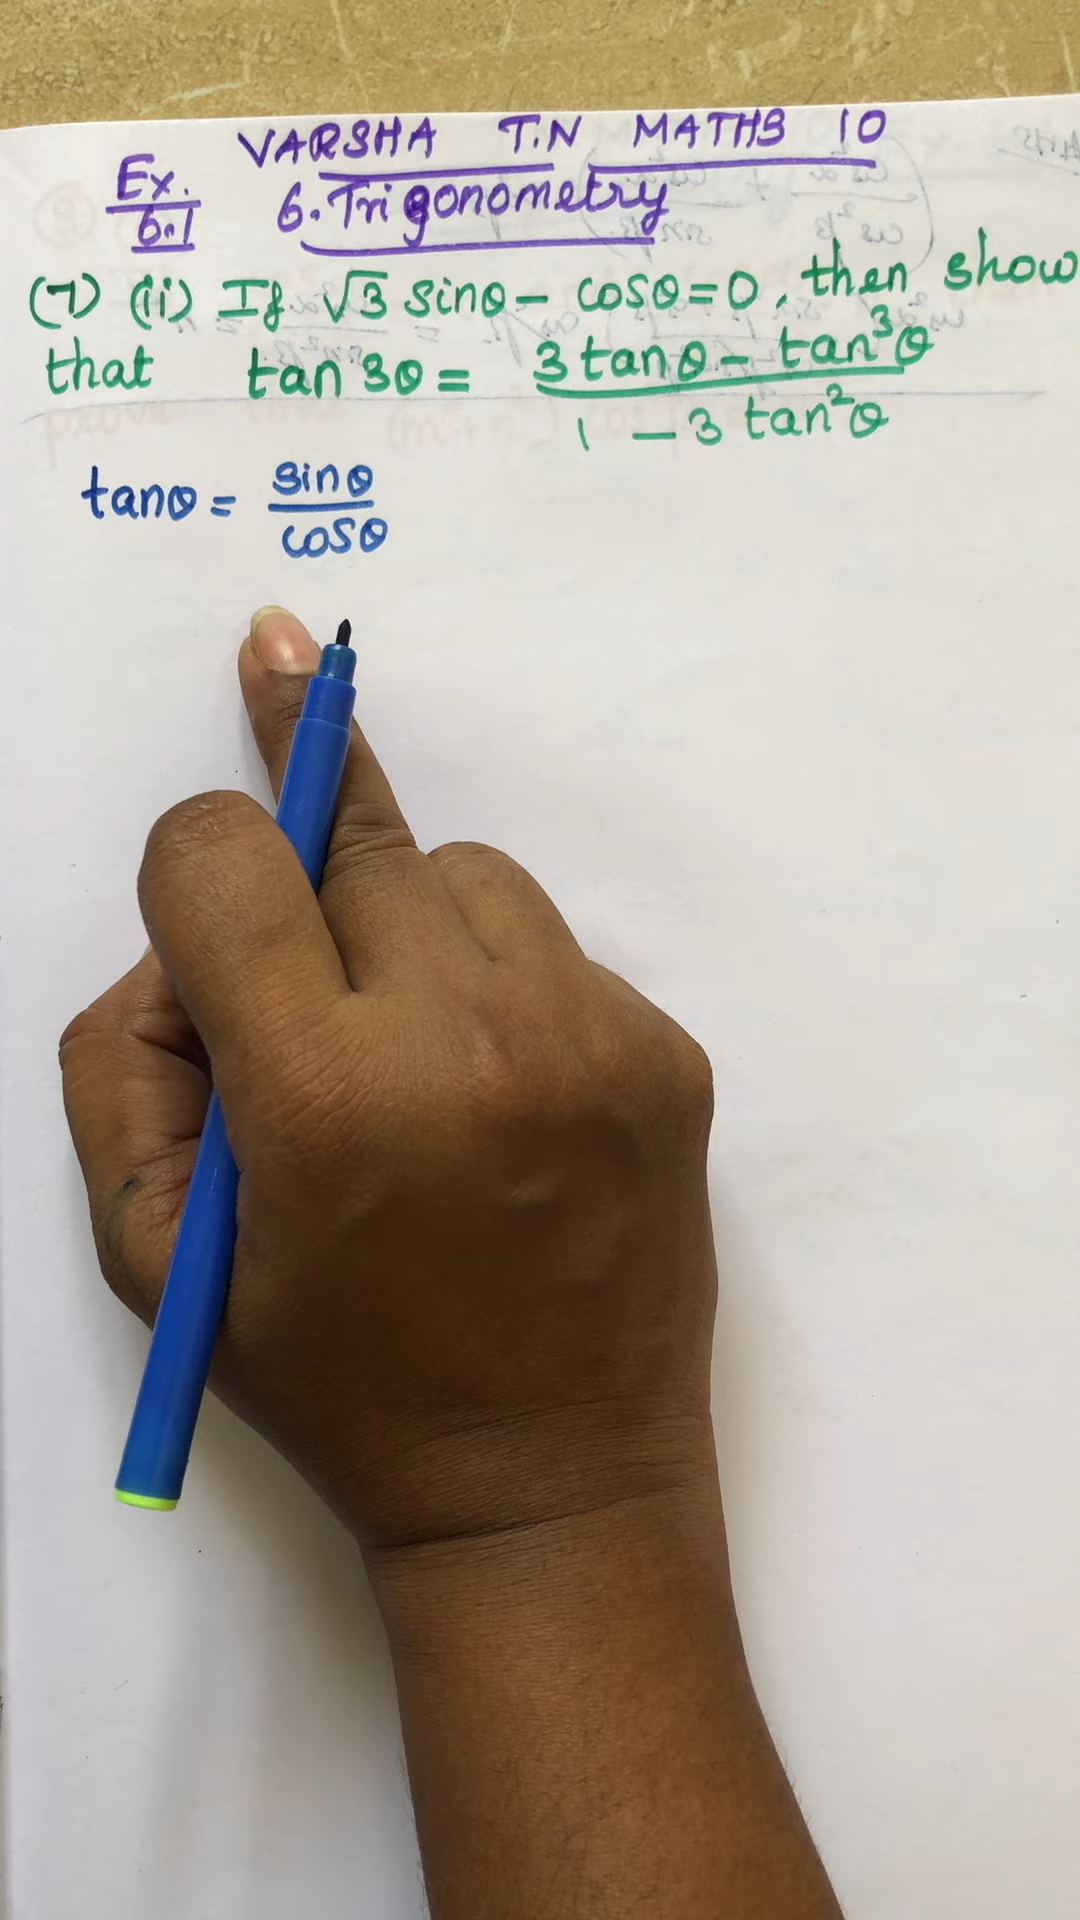 VARSHA T.N MATHS 10
Ex. 6.1 6. Trigonometry
(7) (ii) If √3 sinθ - cosθ = 0, then show
that tan 3θ = (3 tanθ - tan³θ) / (1 - 3 tan²θ)
tanθ = sinθ / cosθ